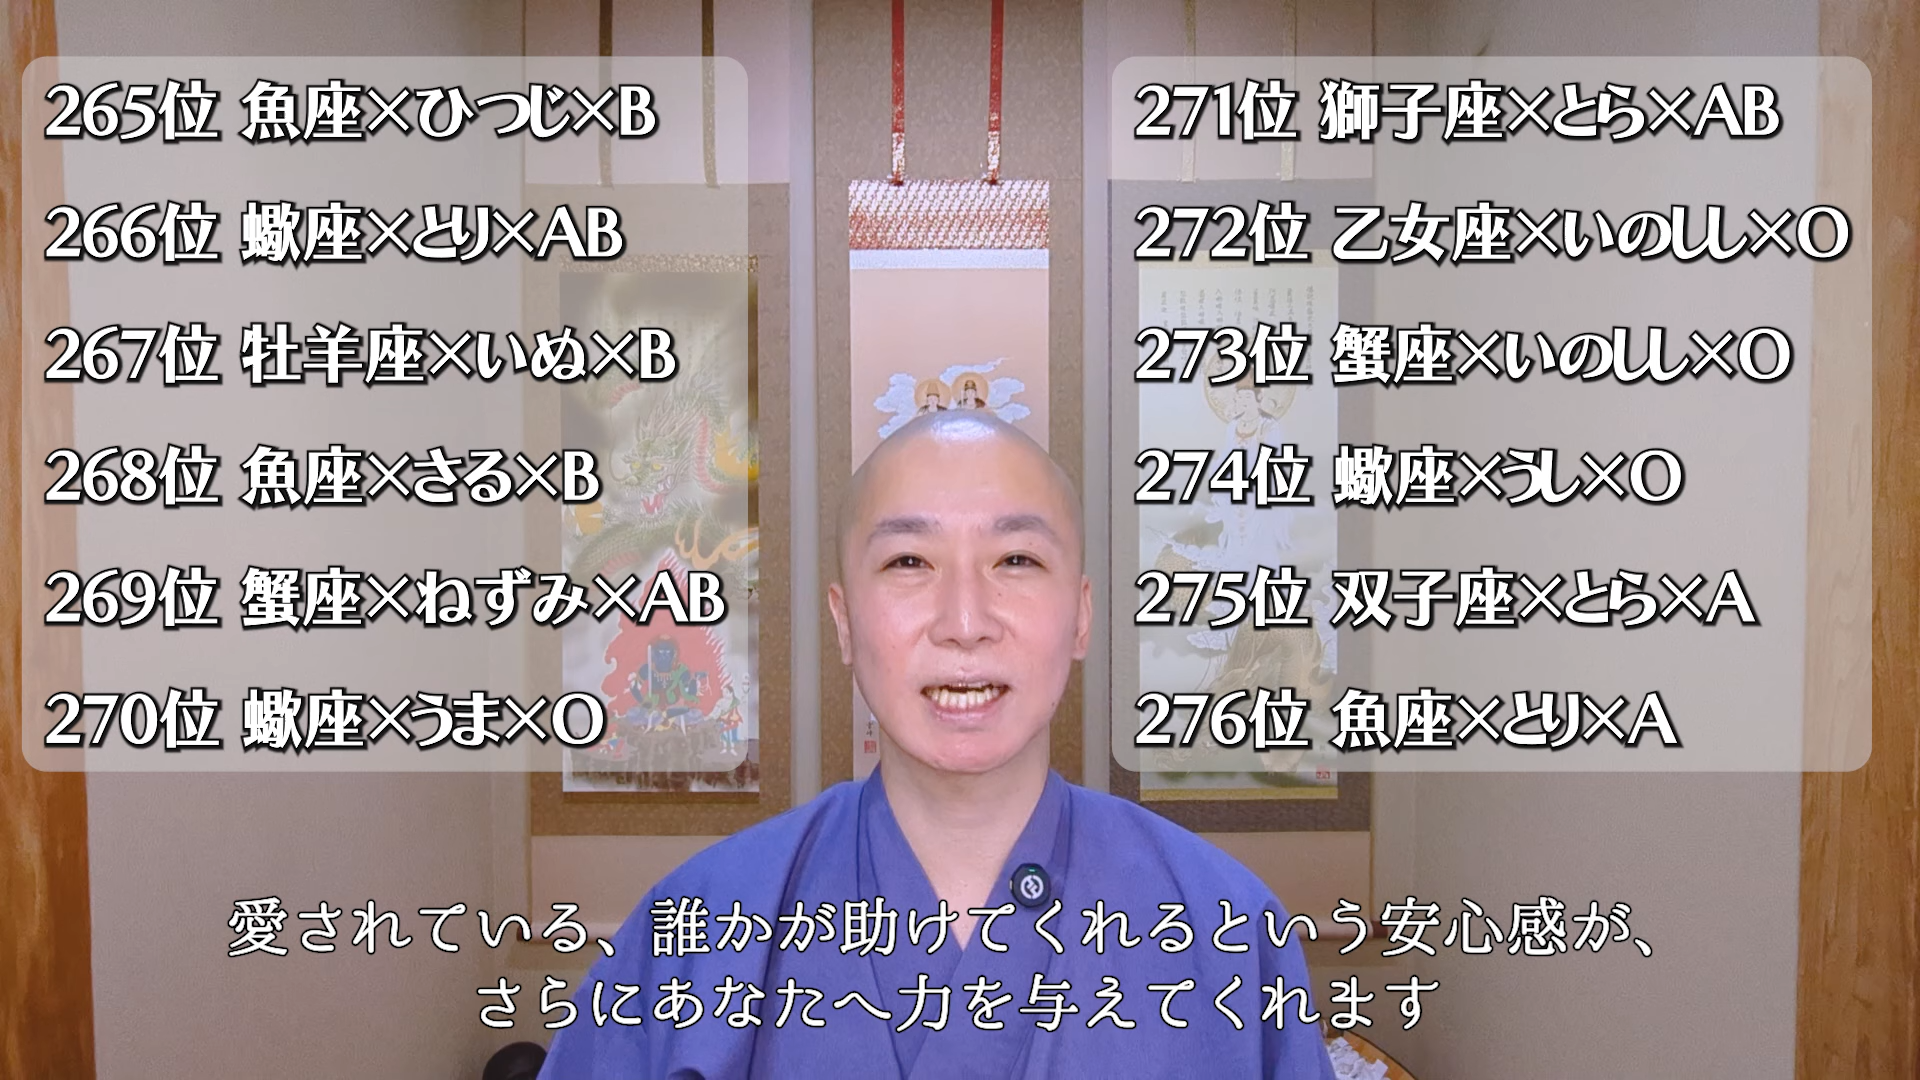 265位 魚座×ひつじ×B
266位 蠍座×とり×AB
267位 牡羊座×いぬ×B
268位 魚座×さる×B
269位 蟹座×ねずみ×AB
270位 蠍座×うま×O
271位 獅子座×とら×AB
272位 乙女座×いのしし×O
273位 蟹座×いのしし×O
274位 蠍座×うし×O
275位 双子座×とら×A
276位 魚座×とり×A
愛されている、誰かが助けてくれるという安心感が、
さらにあなたへ力を与えてくれます